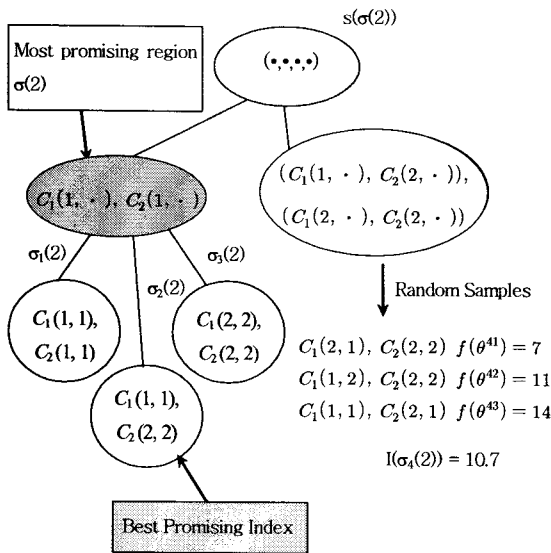 s(σ(2))
Most promising region
σ(2)
(•,•,•,•)
C₁(1, ·), C₂(1, ·)
(C₁(1, ·), C₂(2, ·)),
(C₁(2, ·), C₂(2, ·))
σ₁(2)
σ₂(2)
σ₃(2)
C₁(1, 1),
C₂(1, 1)
C₁(2, 2),
C₂(2, 2)
C₁(1, 1),
C₂(2, 2)
Random Samples
C₁(2, 1), C₂(2, 2) f(θ⁴¹) = 7
C₁(1, 2), C₂(2, 2) f(θ⁴²) = 11
C₁(1, 1), C₂(2, 1) f(θ⁴³) = 14
I(σ₄(2)) = 10.7
Best Promising Index